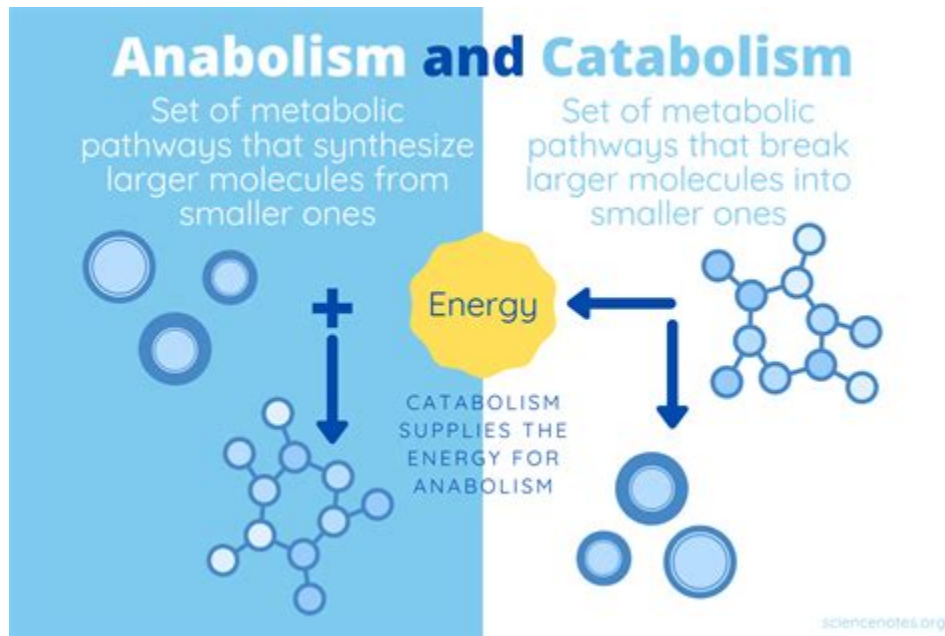 Anabolism and Catabolism
Set of metabolic
pathways that synthesize
larger molecules from
smaller ones
Set of metabolic
pathways that break
larger molecules into
smaller ones
+
Energy
CATABOLISM
SUPPLIES THE
ENERGY FOR
ANABOLISM
sciencenotes.org